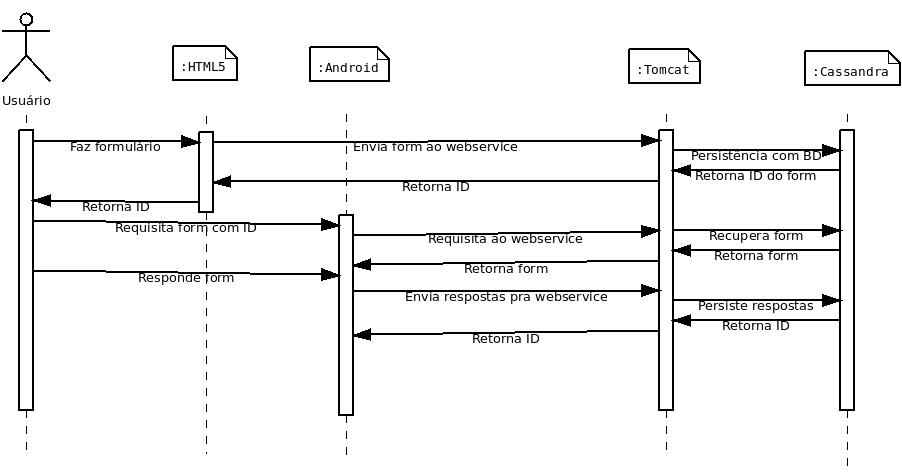 :HTML5
:Android
:Tomcat
:Cassandra
Usuário
Faz formulário
Envia form ao webservice
Persistência com BD
Retorna ID do form
Retorna ID
Retorna ID
Requisita form com ID
Requisita ao webservice
Recupera form
Retorna form
Retorna form
Responde form
Envia respostas pra webservice
Persiste respostas
Retorna ID
Retorna ID